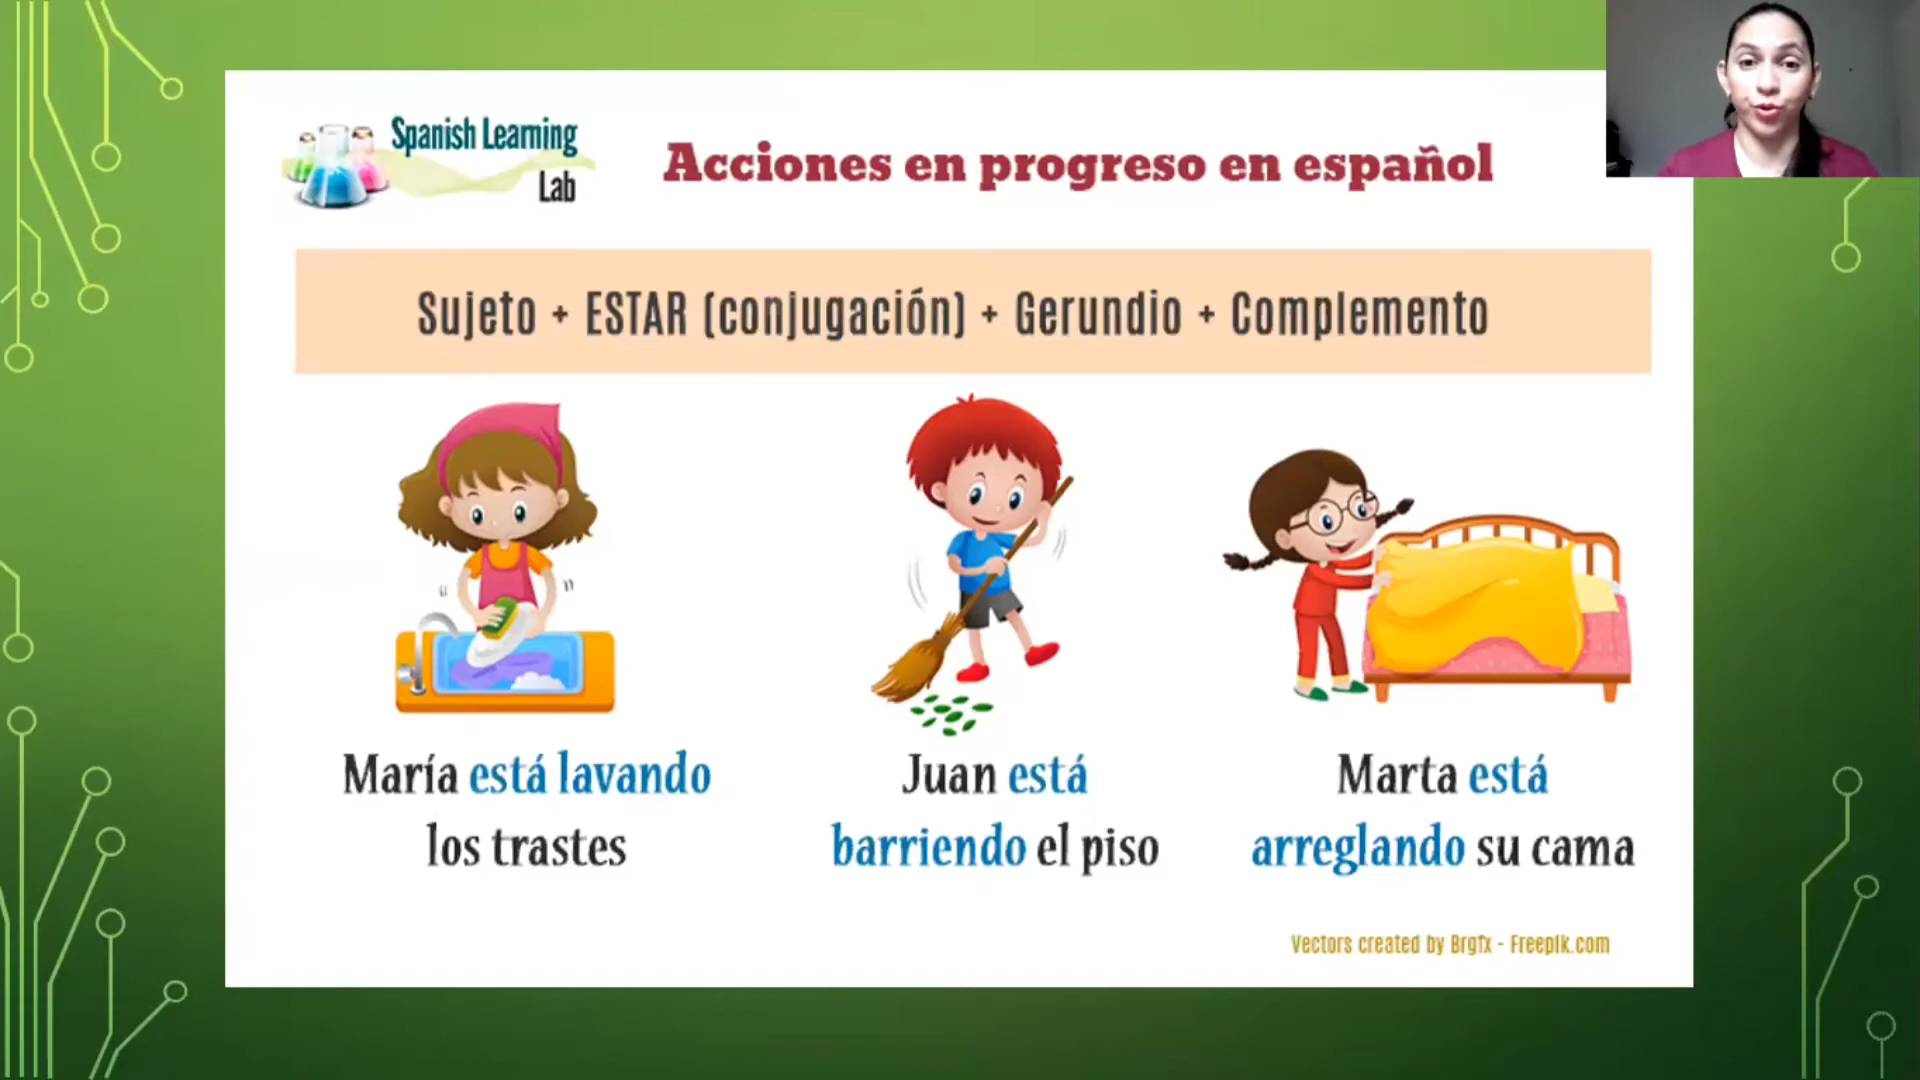 Spanish Learning
Lab
Acciones en progreso en español
Sujeto + ESTAR (conjugación) + Gerundio + Complemento
María está lavando
los trastes
Juan está
barriendo el piso
Marta está
arreglando su cama
Vectors created by Brgfx - Freepik.com